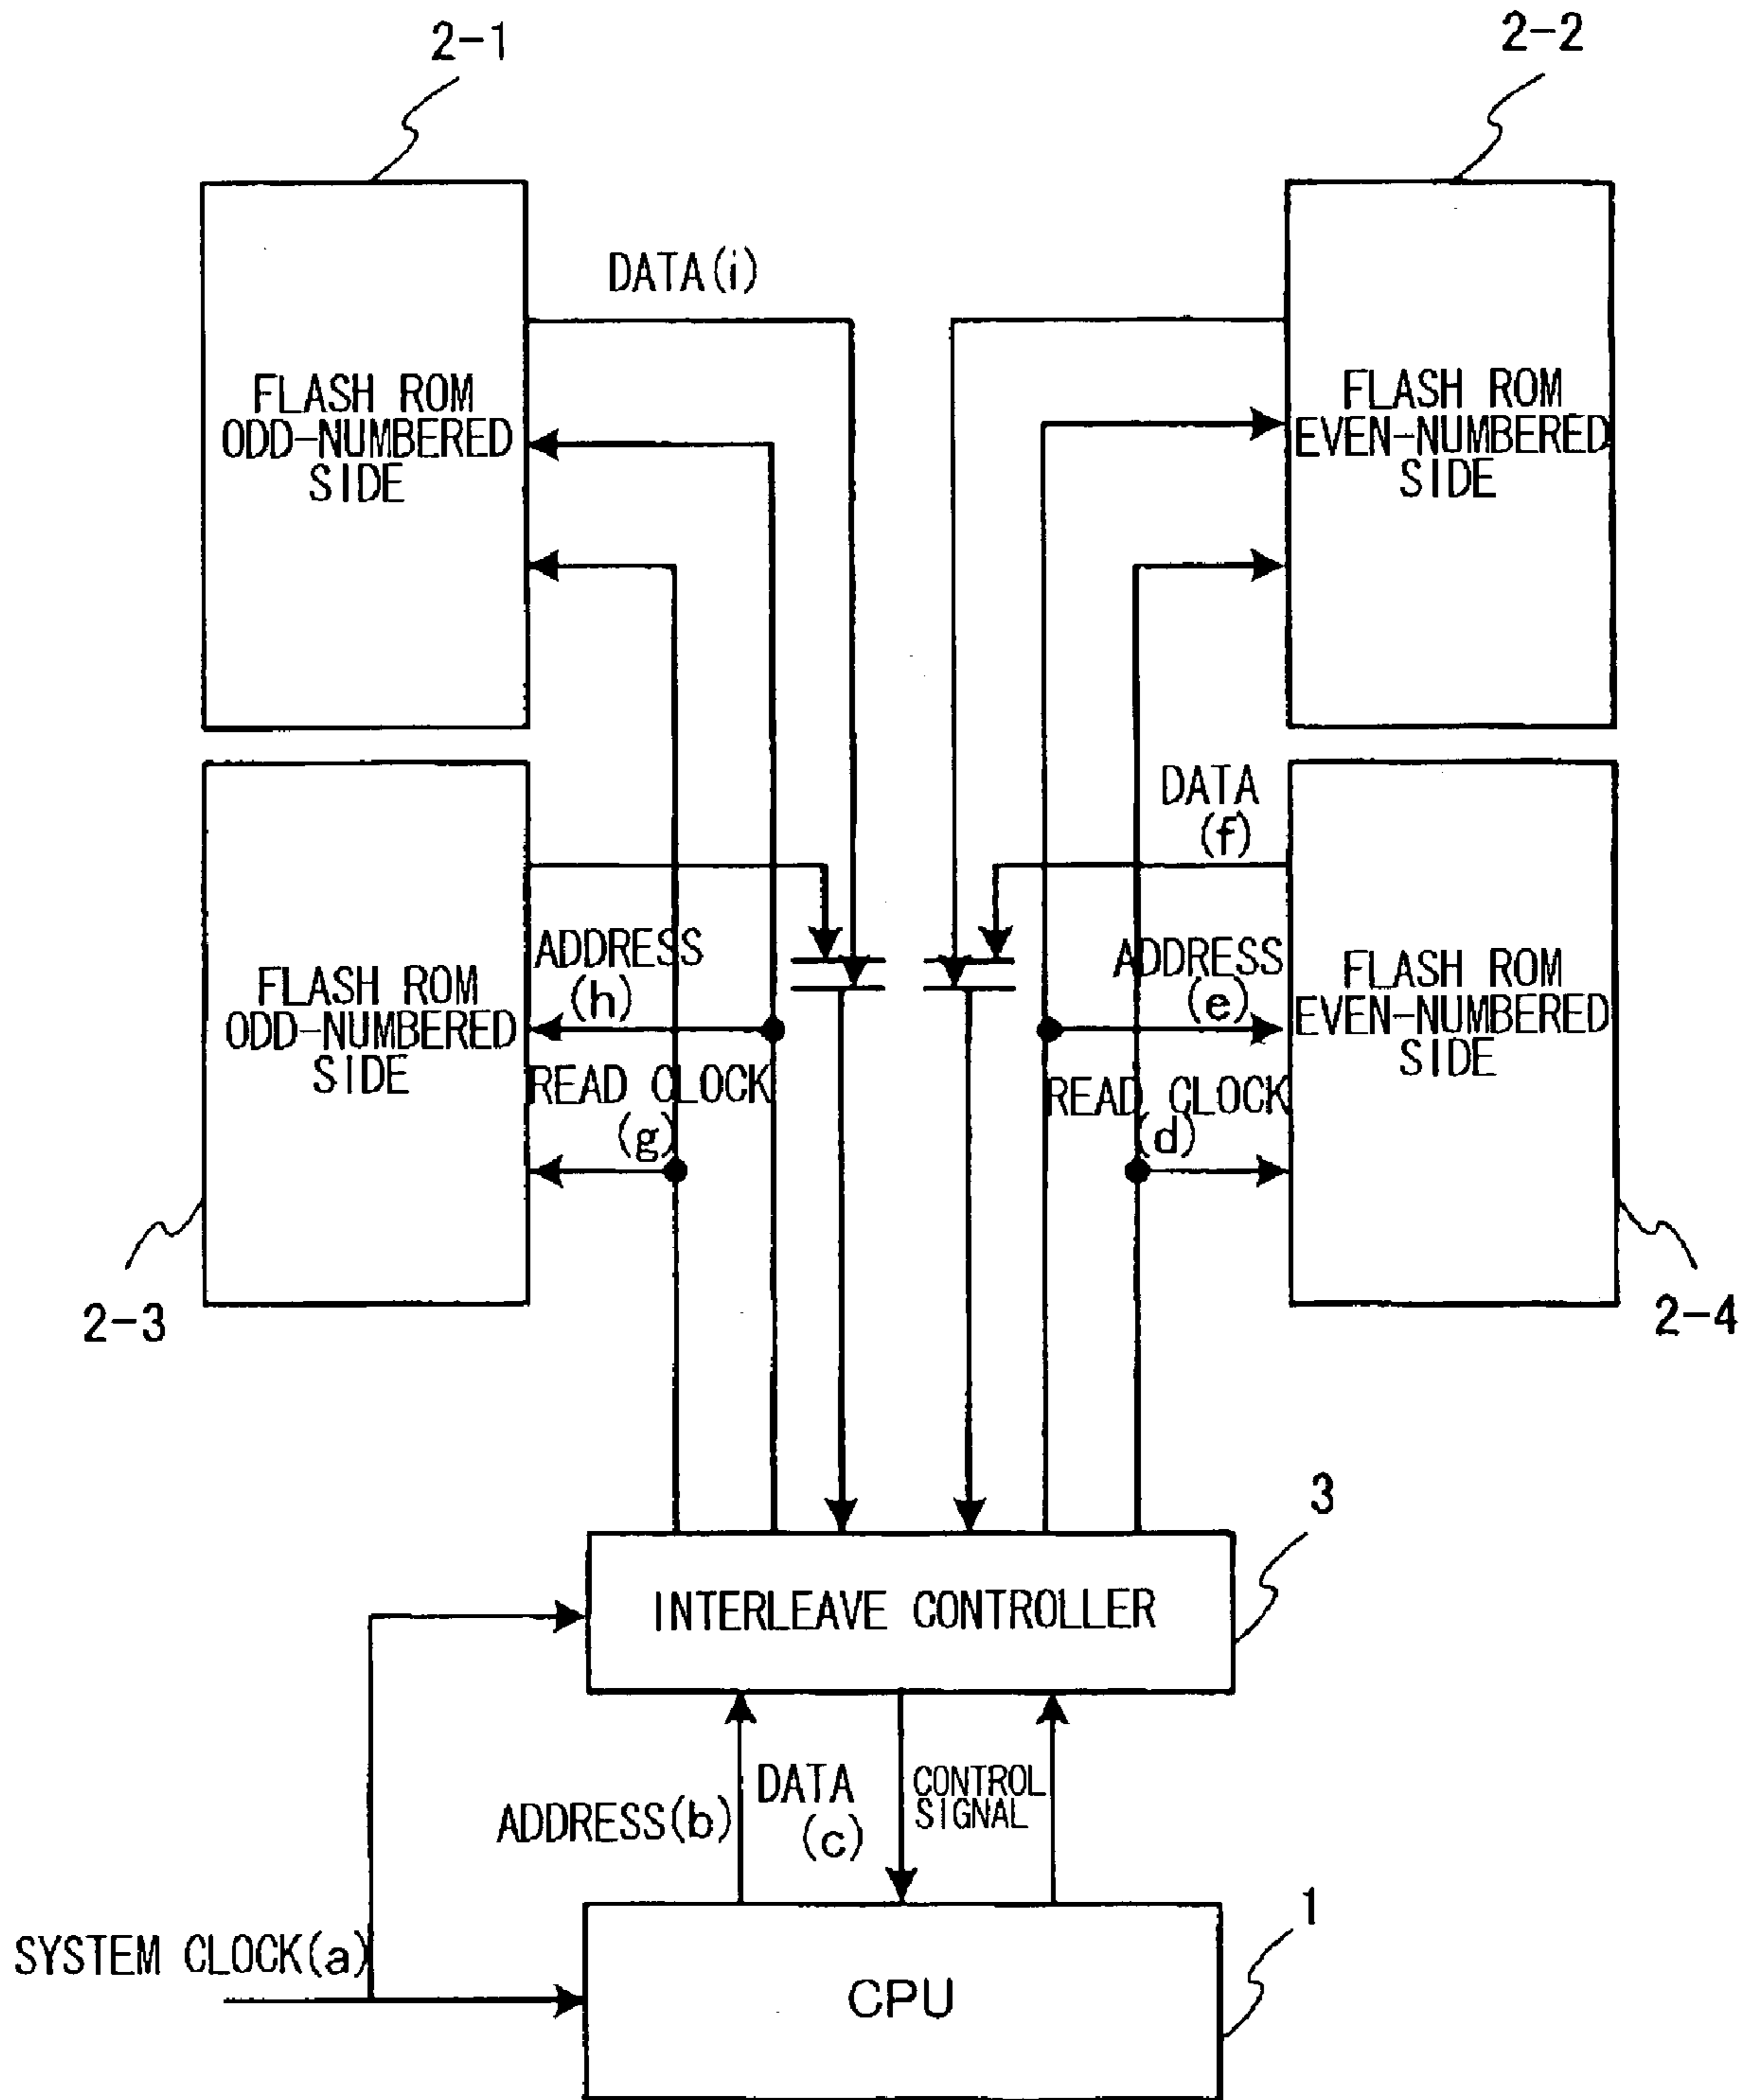 2-1
2-2
DATA(i)
FLASH ROM
ODD-NUMBERED
SIDE
FLASH ROM
EVEN-NUMBERED
SIDE
DATA
(f)
ADDRESS
(h)
ADDRESS
(e)
FLASH ROM
ODD-NUMBERED
SIDE
FLASH ROM
EVEN-NUMBERED
SIDE
READ CLOCK
(g)
READ CLOCK
(d)
2-3
2-4
3
INTERLEAVE CONTROLLER
ADDRESS(b)
DATA
(c)
CONTROL
SIGNAL
1
SYSTEM CLOCK(a)
CPU